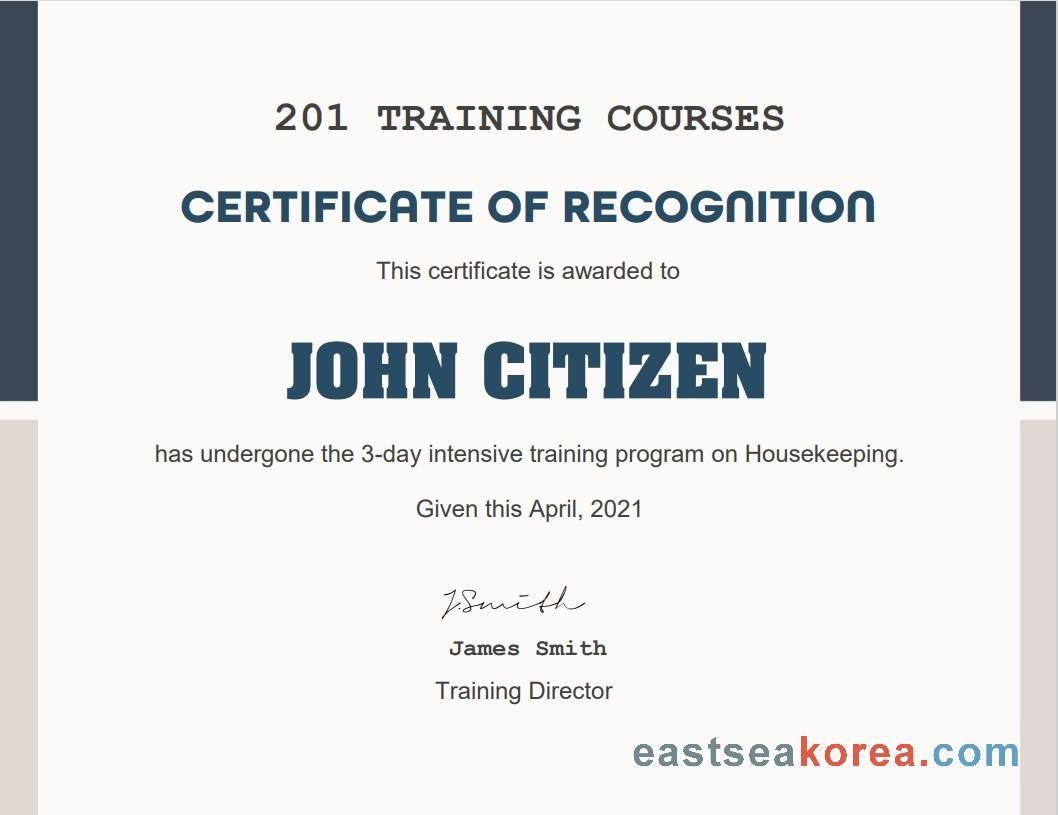 201 TRAINING COURSES
CERTIFICATE OF RECOGNITION
This certificate is awarded to
JOHN CITIZEN
has undergone the 3-day intensive training program on Housekeeping.
Given this April, 2021
J.Smith
James Smith
Training Director
eastseakorea.com